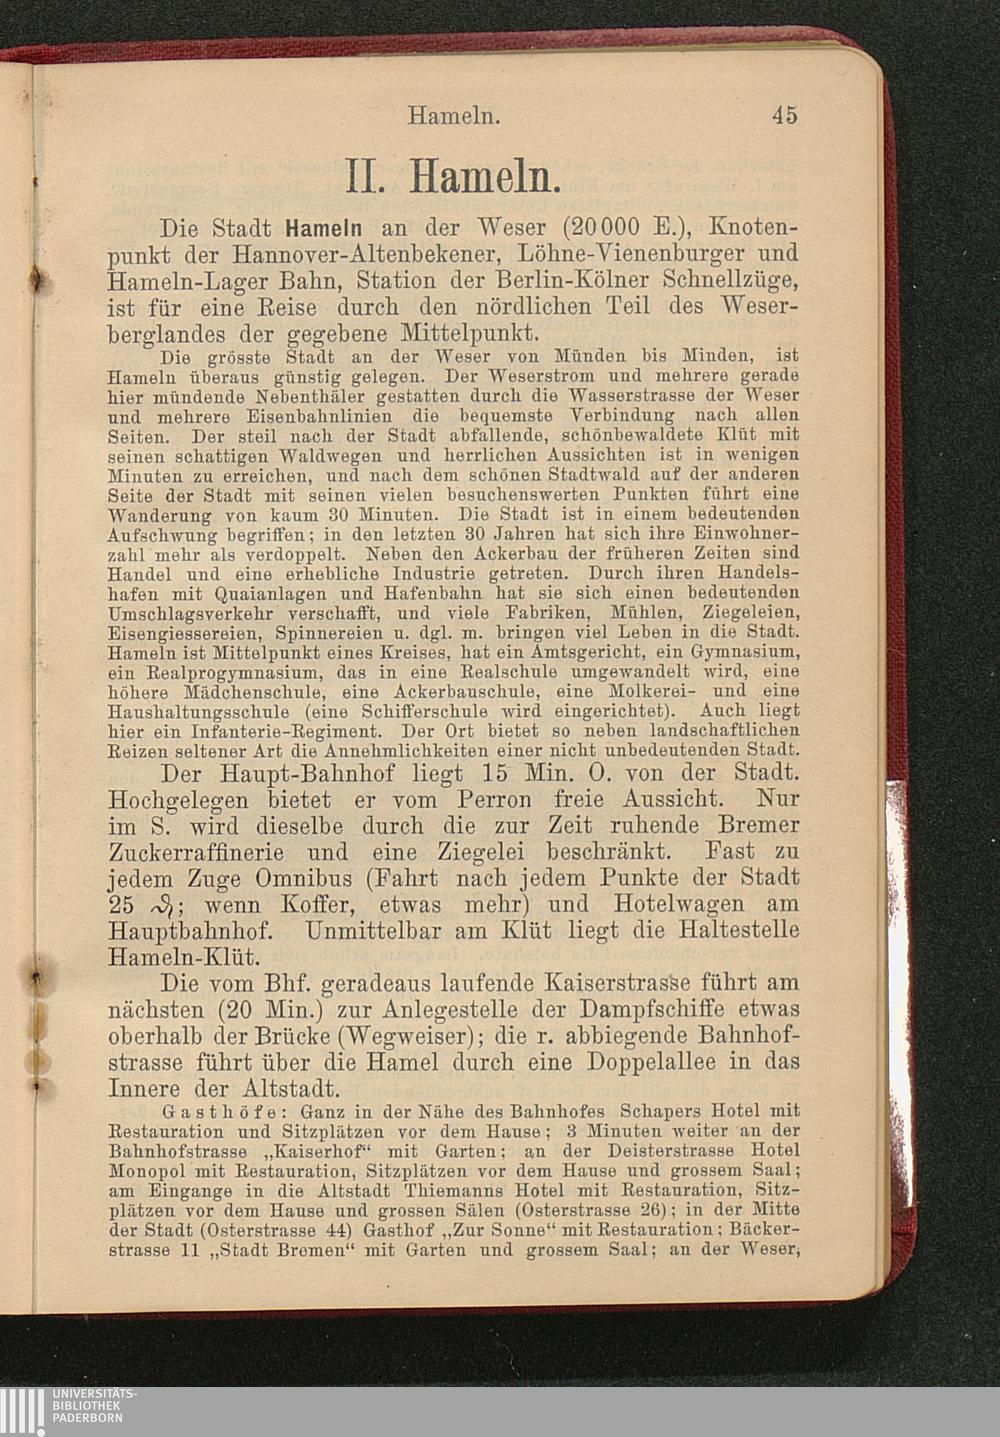 Hameln. 45
II. Hameln.
Die Stadt Hameln an der Weser (20000 E.), Knoten-
punkt der Hannover-Altenbekener, Löhne-Vienenburger und
Hameln-Lager Bahn, Station der Berlin-Kölner Schnellzüge,
ist für eine Reise durch den nördlichen Teil des Weser-
berglandes der gegebene Mittelpunkt.
Die grösste Stadt an der Weser von Münden bis Minden, ist
Hameln überaus günstig gelegen. Der Weserstrom und mehrere gerade
hier mündende Nebenthäler gestatten durch die Wasserstrasse der Weser
und mehrere Eisenbahnlinien die bequemste Verbindung nach allen
Seiten. Der steil nach der Stadt abfallende, schönbewaldete Klüt mit
seinen schattigen Waldwegen und herrlichen Aussichten ist in wenigen
Minuten zu erreichen, und nach dem schönen Stadtwald auf der anderen
Seite der Stadt mit seinen vielen besuchenswerten Punkten führt eine
Wanderung von kaum 30 Minuten. Die Stadt ist in einem bedeutenden
Aufschwung begriffen; in den letzten 30 Jahren hat sich ihre Einwohner-
zahl mehr als verdoppelt. Neben den Ackerbau der früheren Zeiten sind
Handel und eine erhebliche Industrie getreten. Durch ihren Handels-
hafen mit Quaianlagen und Hafenbahn hat sie sich einen bedeutenden
Umschlagsverkehr verschafft, und viele Fabriken, Mühlen, Ziegeleien,
Eisengiessereien, Spinnereien u. dgl. m. bringen viel Leben in die Stadt.
Hameln ist Mittelpunkt eines Kreises, hat ein Amtsgericht, ein Gymnasium,
ein Realprogymnasium, das in eine Realschule umgewandelt wird, eine
höhere Mädchenschule, eine Ackerbauschule, eine Molkerei- und eine
Haushaltungsschule (eine Schifferschule wird eingerichtet). Auch liegt
hier ein Infanterie-Regiment. Der Ort bietet so neben landschaftlichen
Reizen seltener Art die Annehmlichkeiten einer nicht unbedeutenden Stadt.
Der Haupt-Bahnhof liegt 15 Min. O. von der Stadt.
Hochgelegen bietet er vom Perron freie Aussicht. Nur
im S. wird dieselbe durch die zur Zeit ruhende Bremer
Zuckerraffinerie und eine Ziegelei beschränkt. Fast zu
jedem Zuge Omnibus (Fahrt nach jedem Punkte der Stadt
25 ₰; wenn Koffer, etwas mehr) und Hotelwagen am
Hauptbahnhof. Unmittelbar am Klüt liegt die Haltestelle
Hameln-Klüt.
Die vom Bhf. geradeaus laufende Kaiserstrasse führt am
nächsten (20 Min.) zur Anlegestelle der Dampfschiffe etwas
oberhalb der Brücke (Wegweiser); die r. abbiegende Bahnhof-
strasse führt über die Hamel durch eine Doppelallee in das
Innere der Altstadt.
Gasthöfe: Ganz in der Nähe des Bahnhofes Schapers Hotel mit
Restauration und Sitzplätzen vor dem Hause; 3 Minuten weiter an der
Bahnhofstrasse „Kaiserhof“ mit Garten; an der Deisterstrasse Hotel
Monopol mit Restauration, Sitzplätzen vor dem Hause und grossem Saal;
am Eingange in die Altstadt Thiemanns Hotel mit Restauration, Sitz-
plätzen vor dem Hause und grossen Sälen (Osterstrasse 26); in der Mitte
der Stadt (Osterstrasse 44) Gasthof „Zur Sonne“ mit Restauration; Bäcker-
strasse 11 „Stadt Bremen“ mit Garten und grossem Saal; an der Weser,
UNIVERSITÄTS-
BIBLIOTHEK
PADERBORN